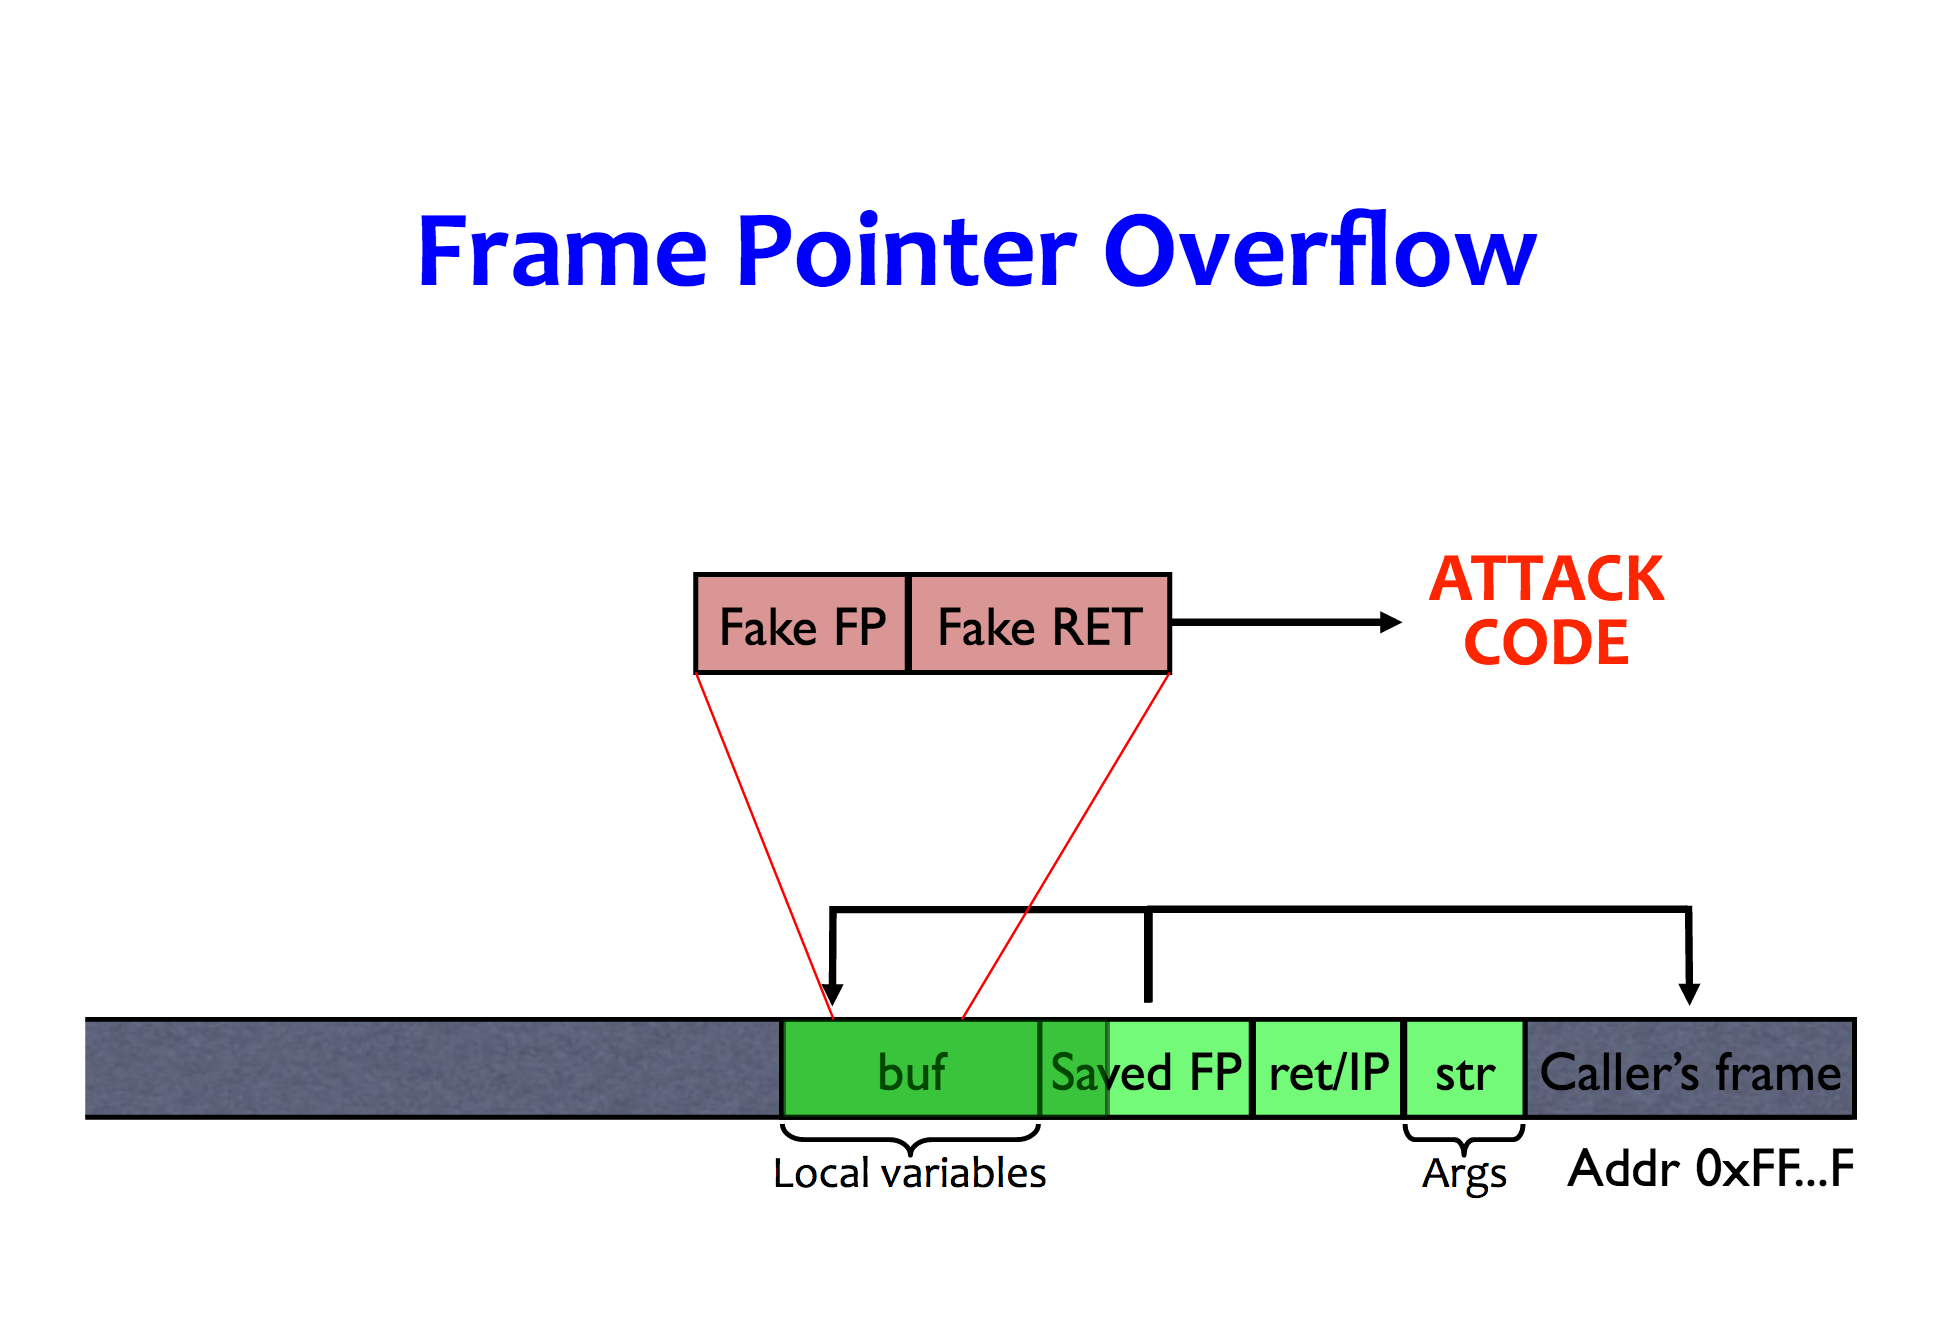 Frame Pointer Overflow
Fake FP
Fake RET
ATTACK
CODE
buf
Saved FP
ret/IP
str
Caller's frame
Local variables
Args
Addr 0xFF...F